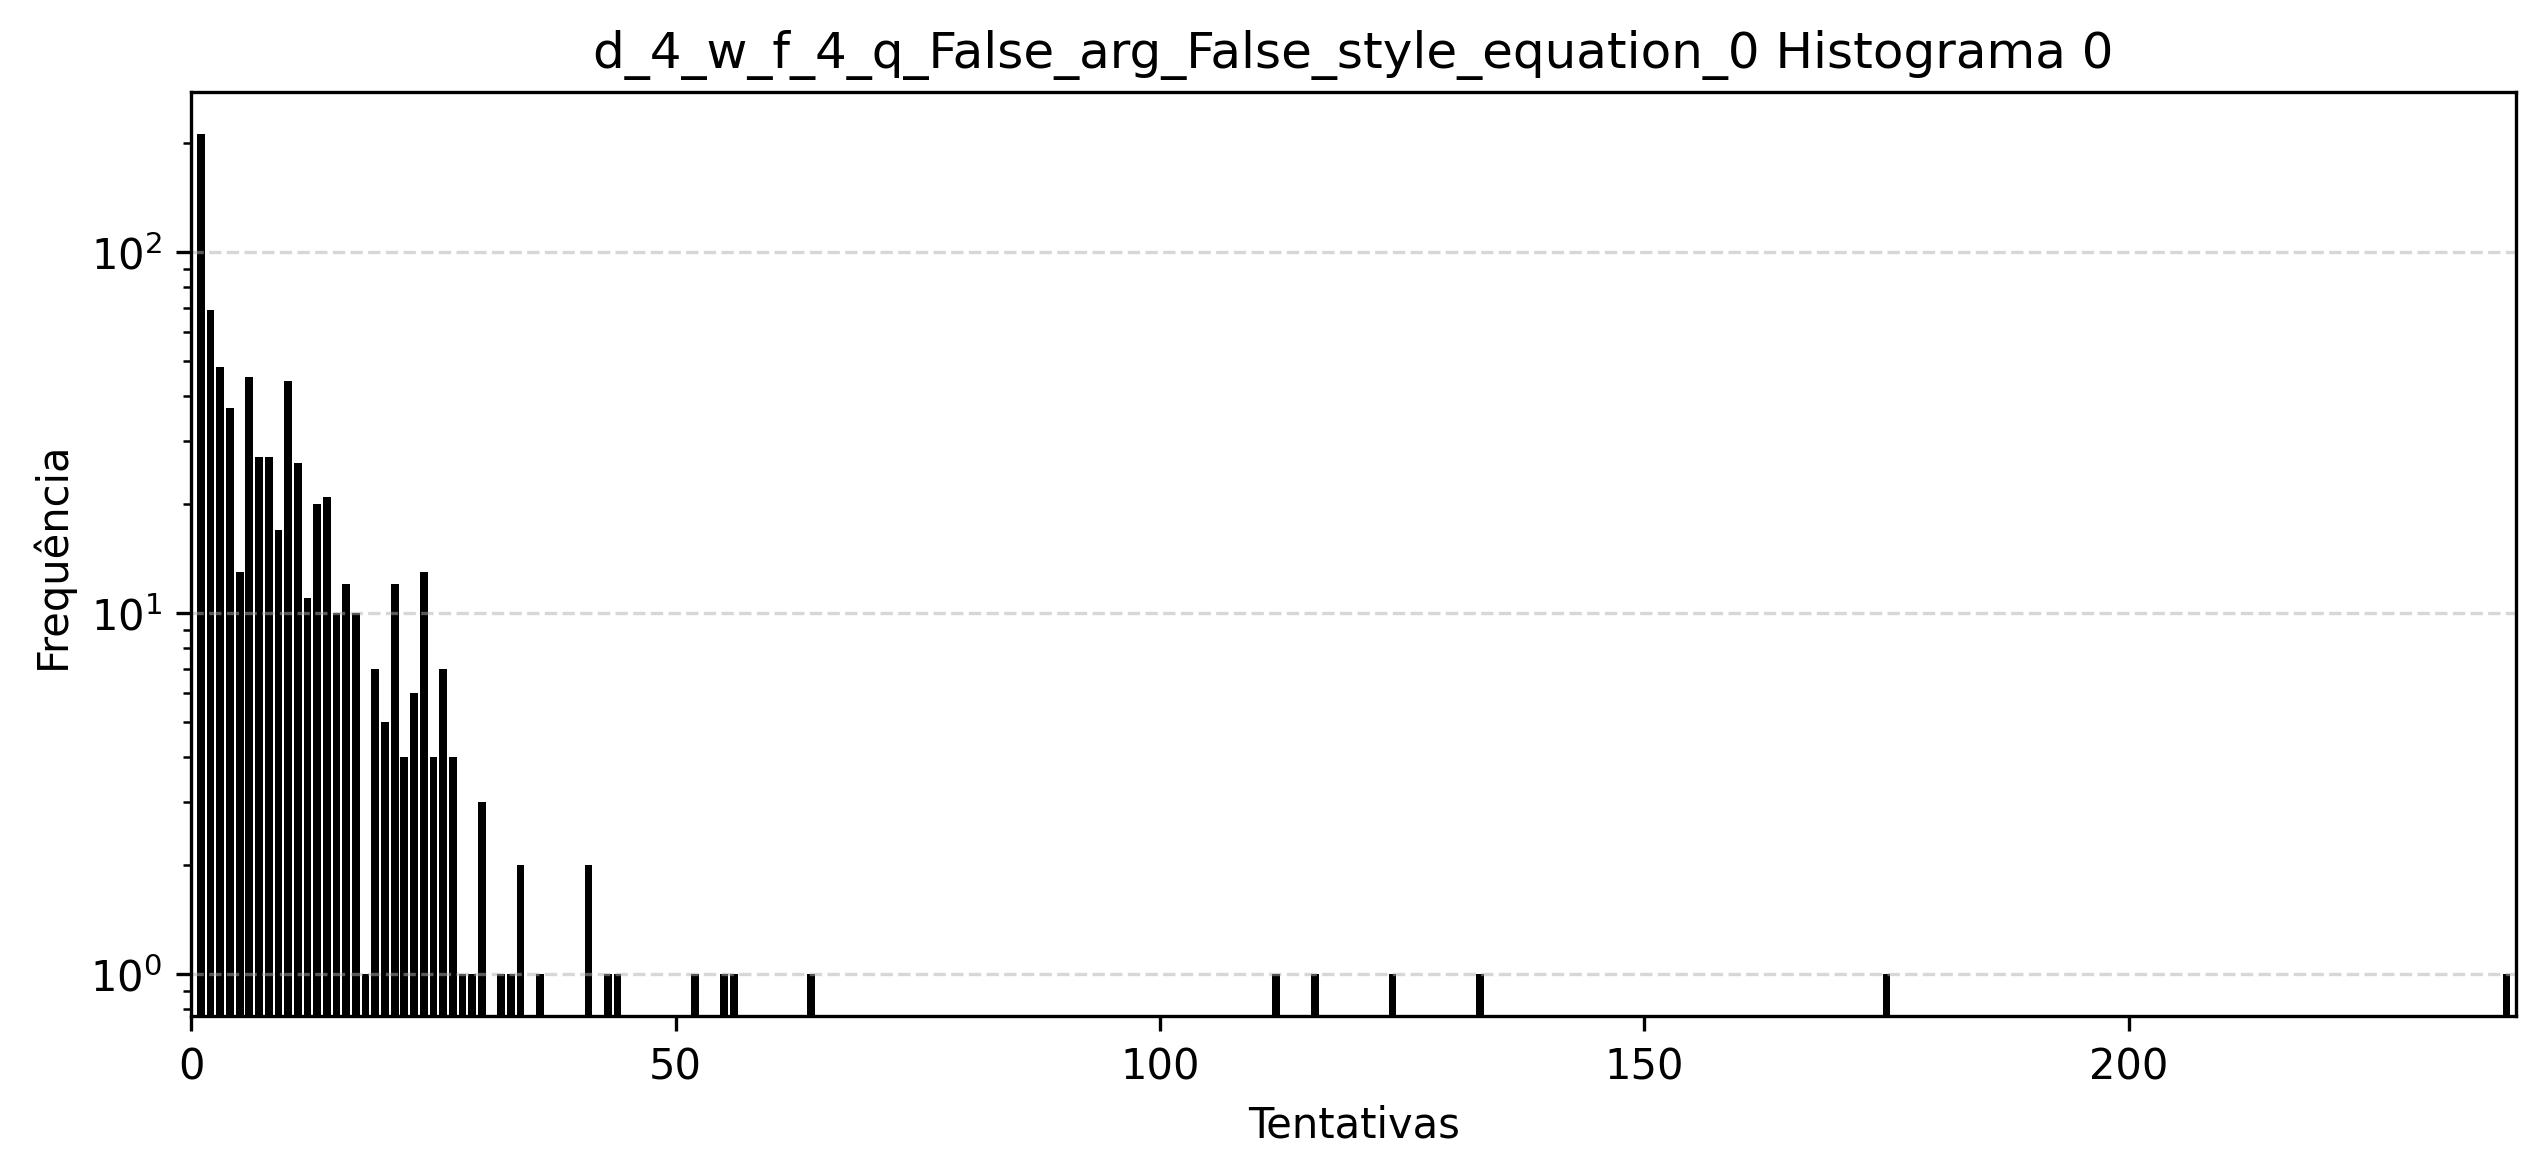 d_4_w_f_4_q_False_arg_False_style_equation_0 Histograma 0
Frequência
10²
10¹
10⁰
0 50 100 150 200
Tentativas